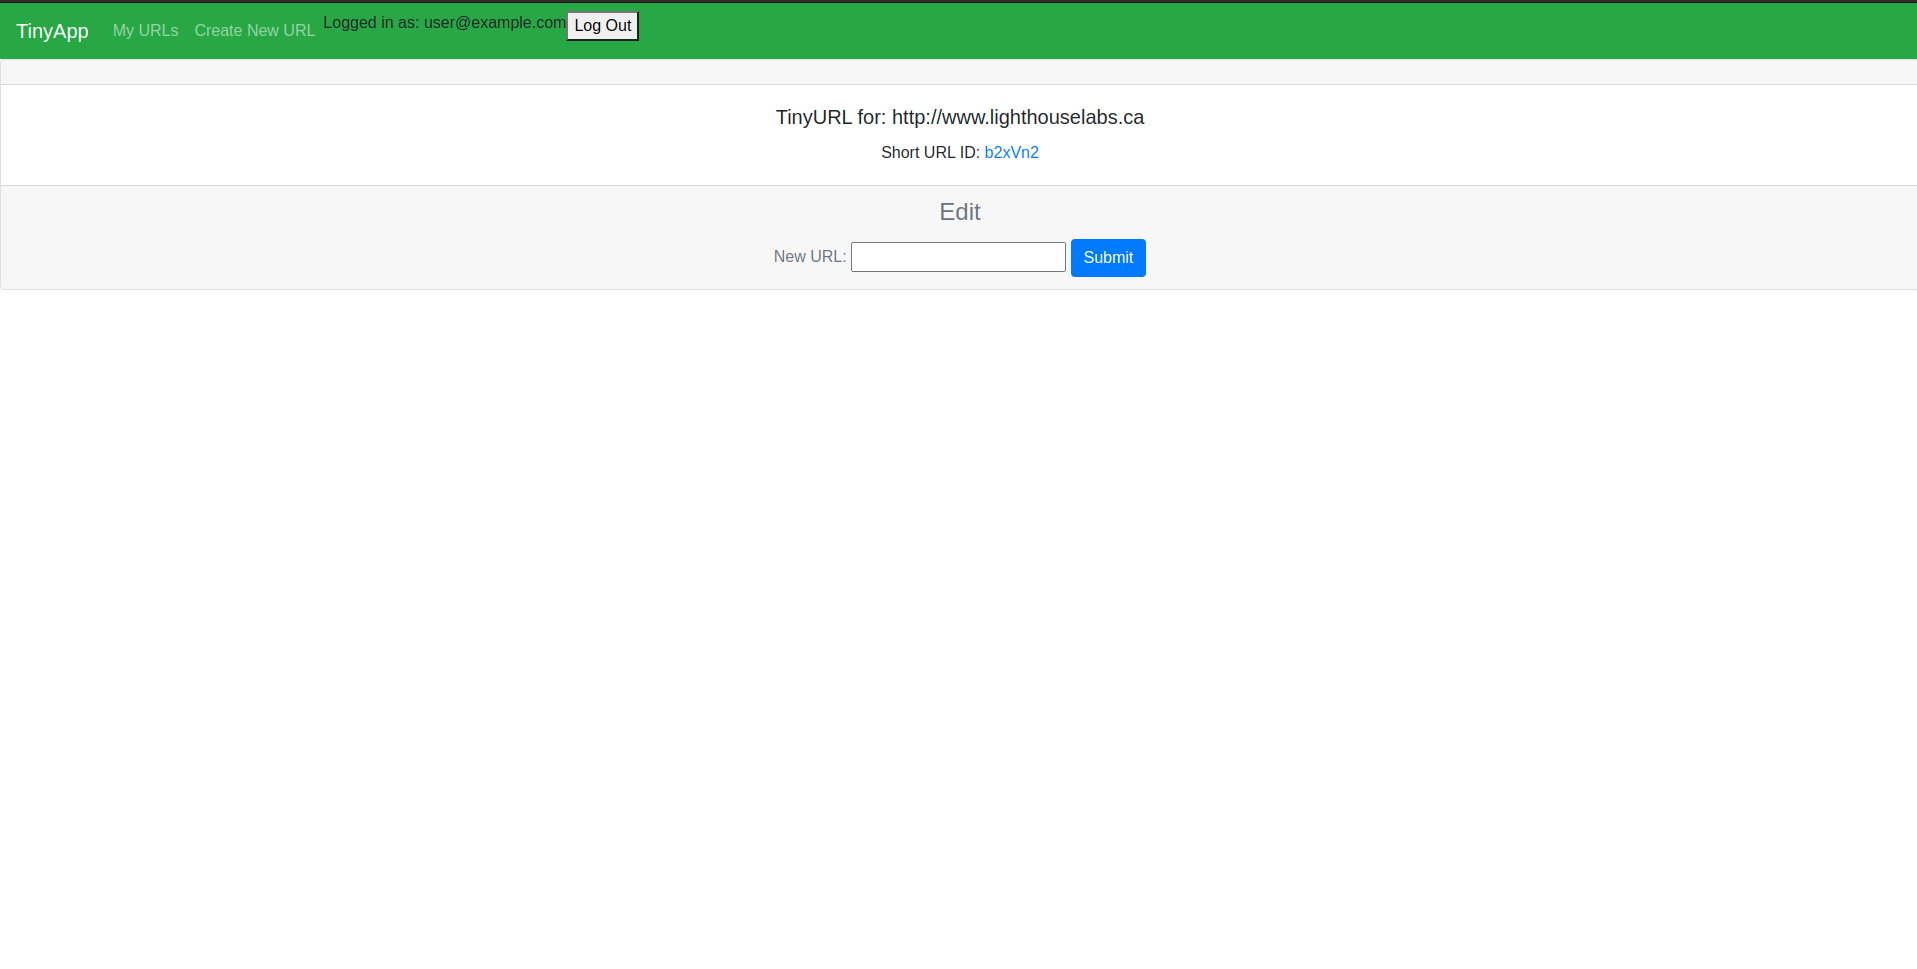 TinyApp My URLs Create New URL Logged in as: user@example.com Log Out
TinyURL for: http://www.lighthouselabs.ca
Short URL ID: b2xVn2
Edit
New URL: Submit